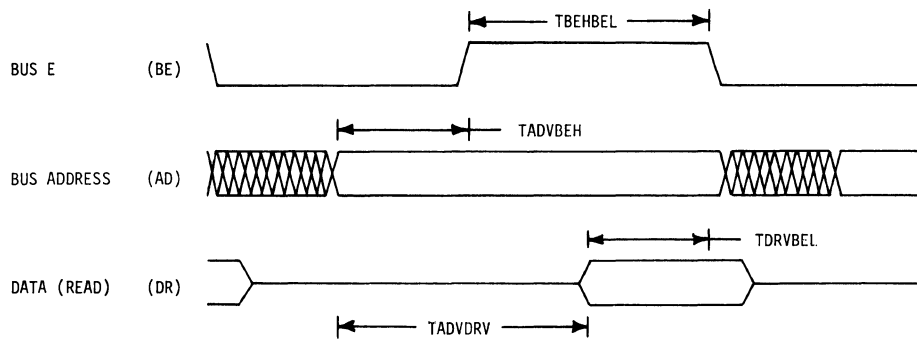 TBEHBEL
BUS E (BE)
TADVBEH
BUS ADDRESS (AD)
TDRVBEL
DATA (READ) (DR)
TADVDRV